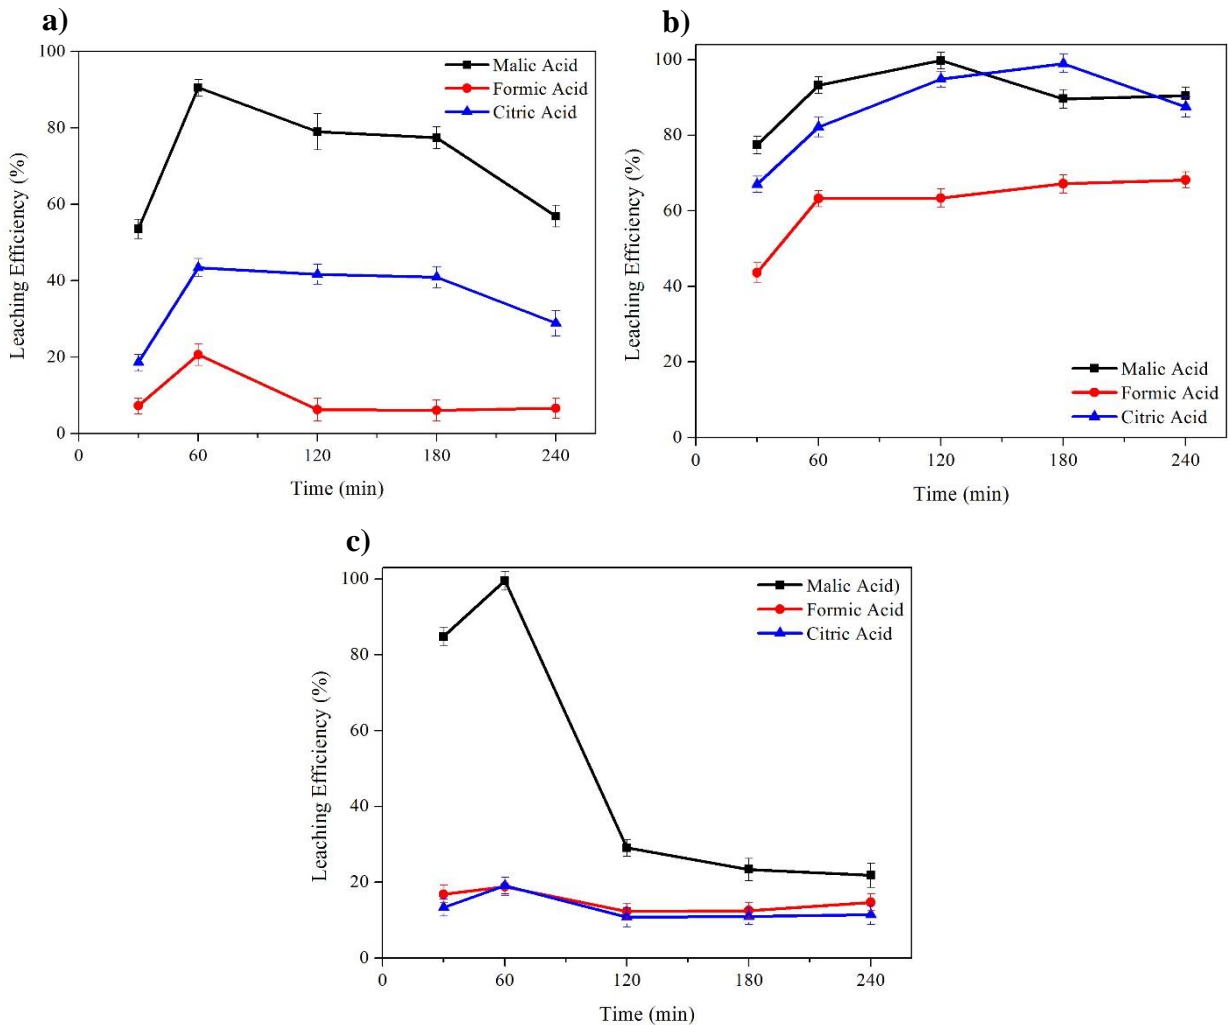 a)
100
80
60
40
20
0
Leaching Efficiency (%)
Malic Acid
Formic Acid
Citric Acid
0 60 120 180 240
Time (min)
b)
100
80
60
40
20
0
Leaching Efficiency (%)
Malic Acid
Formic Acid
Citric Acid
0 60 120 180 240
Time (min)
c)
100
80
60
40
20
0
Leaching Efficiency (%)
Malic Acid)
Formic Acid
Citric Acid
0 60 120 180 240
Time (min)